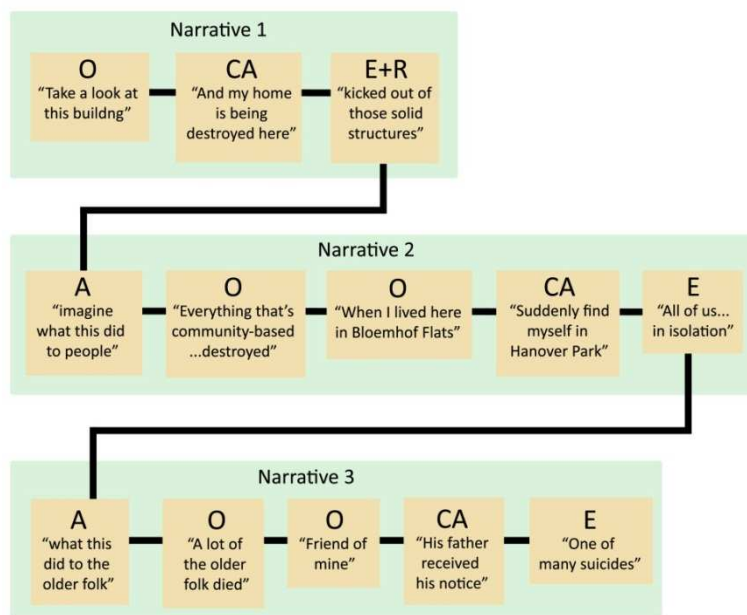 Narrative 1
O
"Take a look at
this buildng"
CA
"And my home
is being
destroyed here"
E+R
"kicked out of
those solid
structures"
Narrative 2
A
"imagine
what this did
to people"
O
"Everything that's
community-based
...destroyed"
O
"When I lived here
in Bloemhof Flats"
CA
"Suddenly find
myself in
Hanover Park"
E
"All of us...
in isolation"
Narrative 3
A
"what this
did to the
older folk"
O
"A lot of
the older
folk died"
O
"Friend of
mine"
CA
"His father
received
his notice"
E
"One of
many suicides"